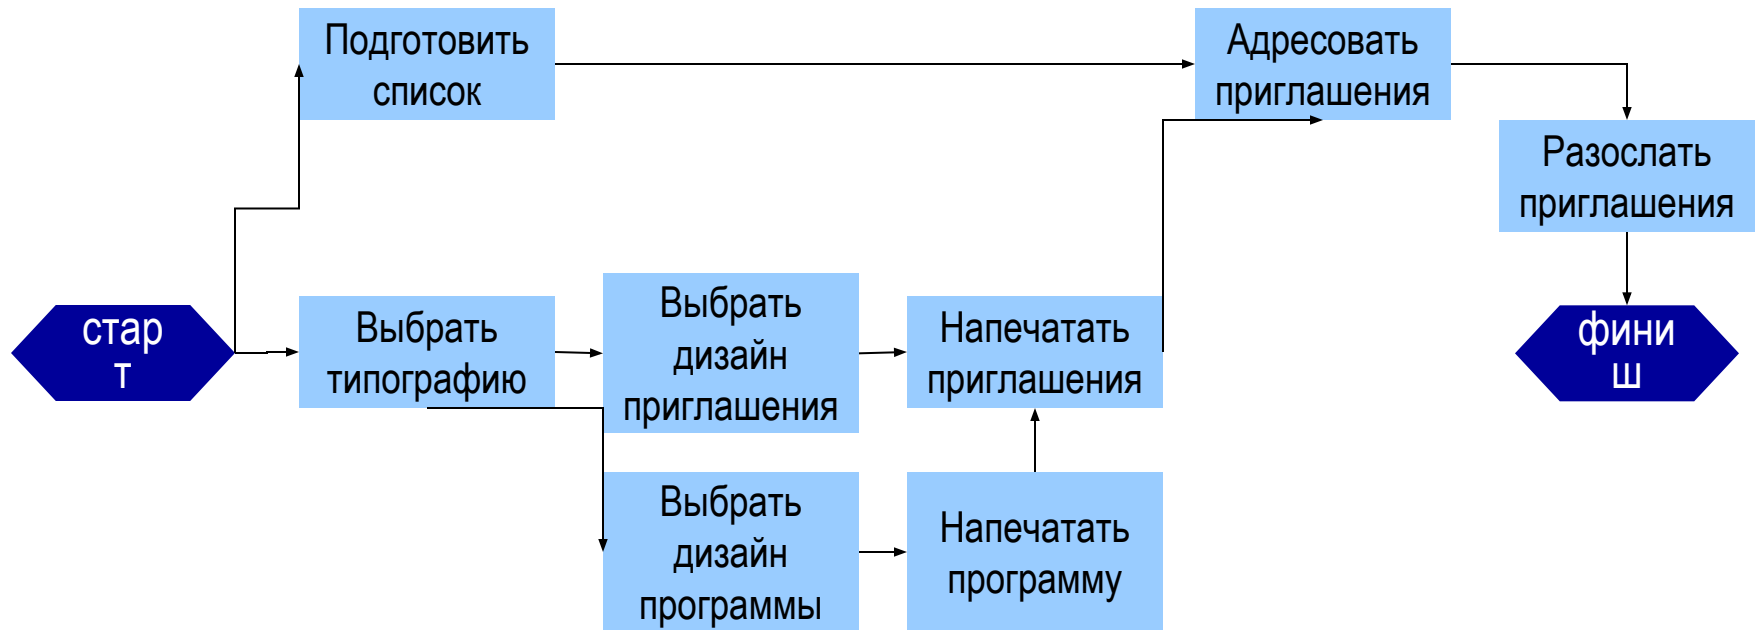 Подготовить
список
Адресовать
приглашения
Разослать
приглашения
стар
т
Выбрать
типографию
Выбрать
дизайн
приглашения
Напечатать
приглашения
фини
ш
Выбрать
дизайн
программы
Напечатать
программу